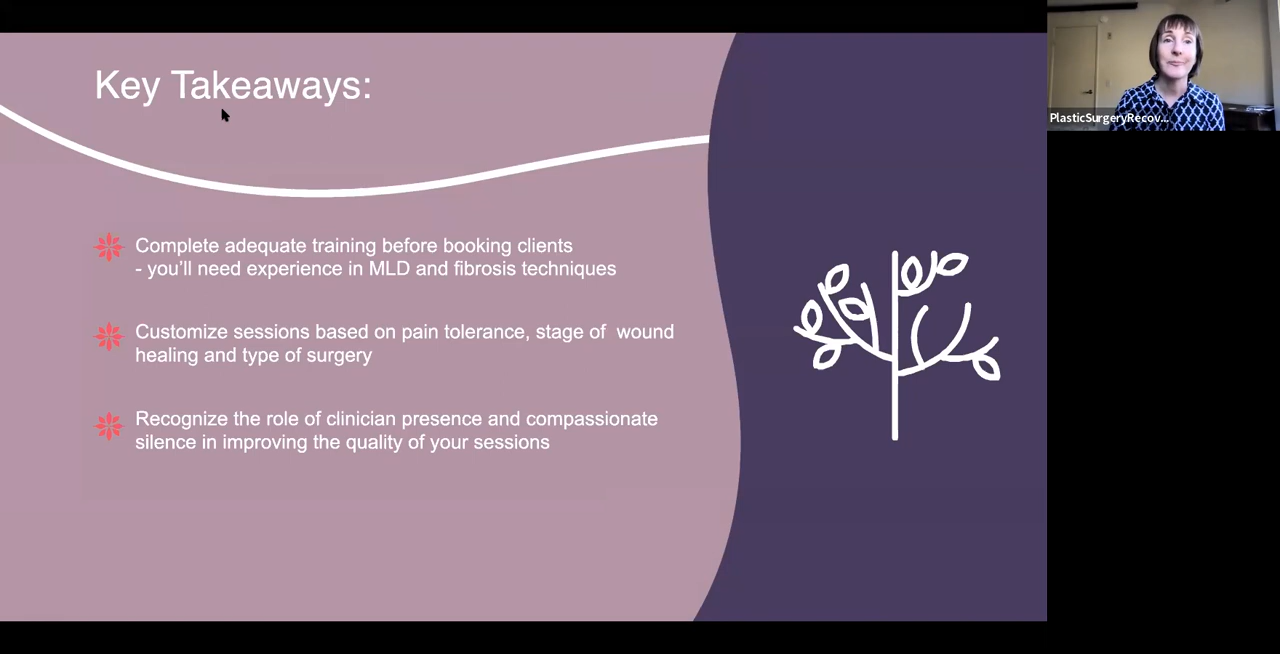 Key Takeaways:
Complete adequate training before booking clients
- you'll need experience in MLD and fibrosis techniques
Customize sessions based on pain tolerance, stage of  wound
healing and type of surgery
Recognize the role of clinician presence and compassionate
silence in improving the quality of your sessions
PlasticSurgeryRecov...